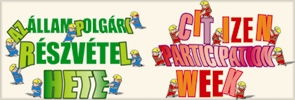 AZ ÁLLAMPOLGÁRI
RÉSZVÉTEL
HETE
CITIZEN
PARTICIPATION
WEEK